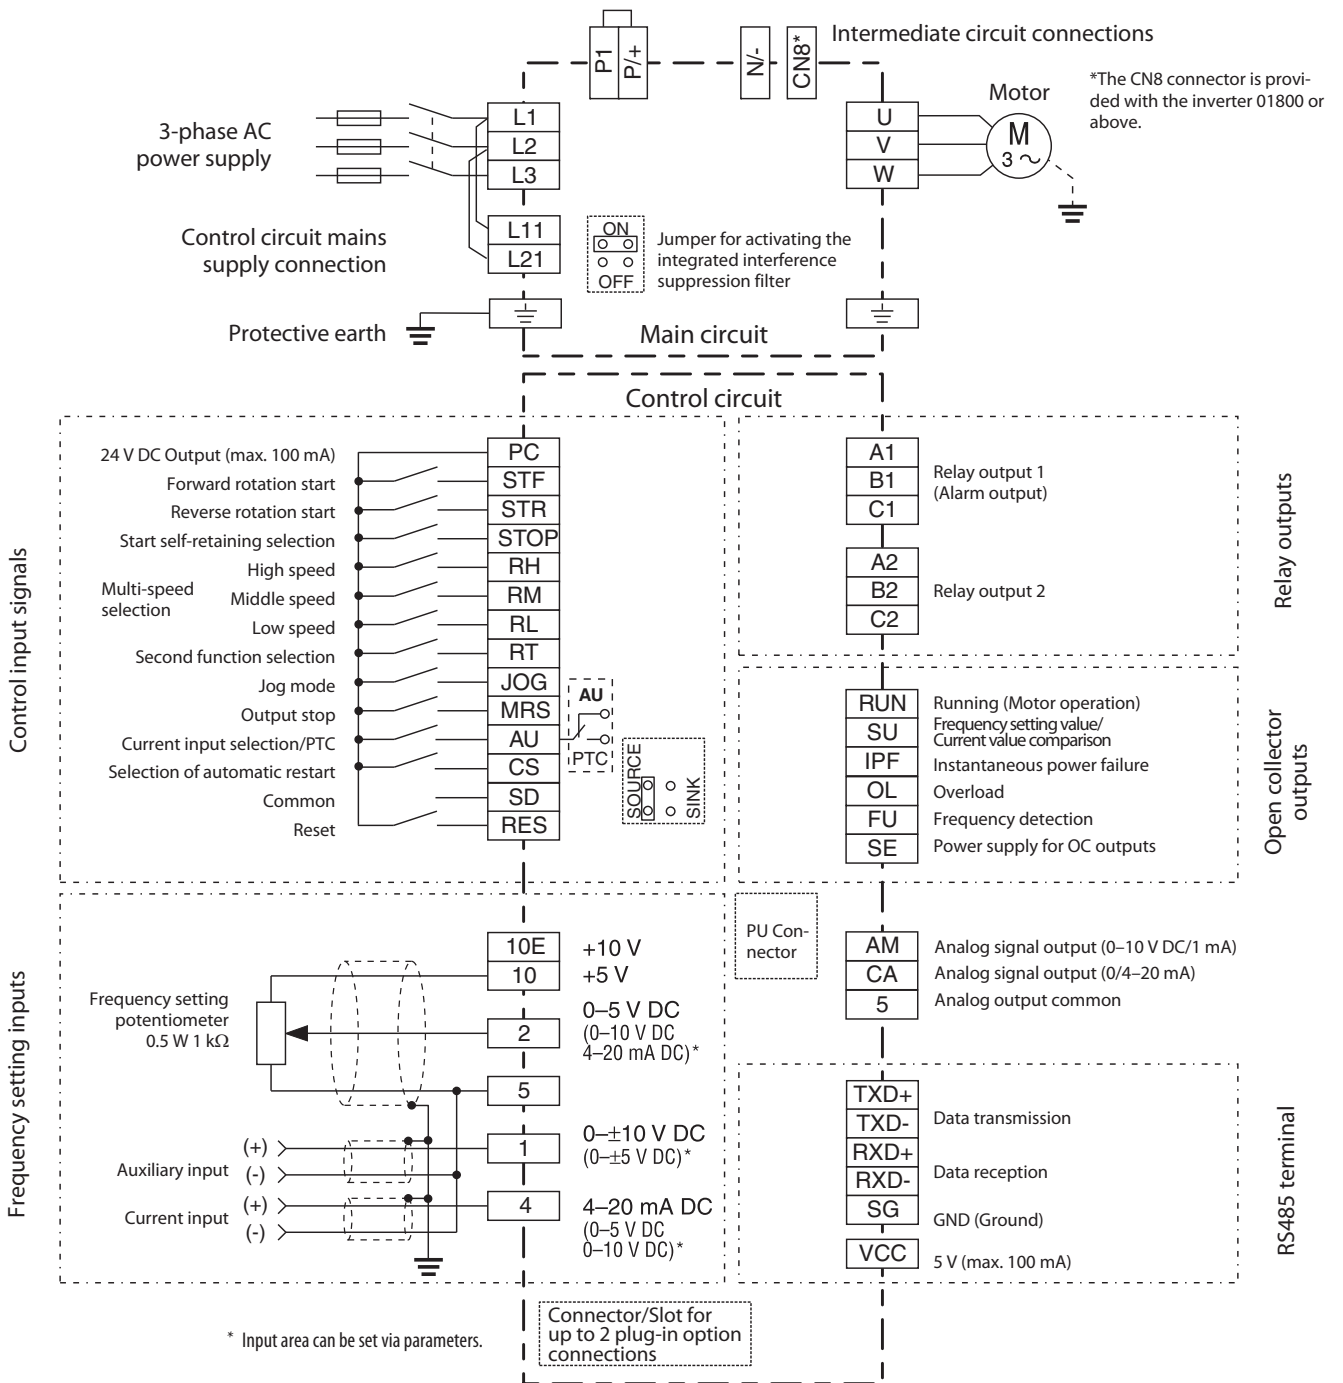 P1
P/+
N/-
CN8*
Intermediate circuit connections
*The CN8 connector is provi-
ded with the inverter 01800 or
above.
3-phase AC
power supply
L1
L2
L3
U
V
W
Motor
M
3 ~
Control circuit mains
supply connection
L11
L21
ON
OFF
Jumper for activating the
integrated interference
suppression filter
Protective earth
Main circuit
Control circuit
Control input signals
24 V DC Output (max. 100 mA)
PC
Forward rotation start
STF
Reverse rotation start
STR
Start self-retaining selection
STOP
Multi-speed
selection
High speed
RH
Middle speed
RM
Low speed
RL
Second function selection
RT
Jog mode
JOG
Output stop
MRS
Current input selection/PTC
AU
Selection of automatic restart
CS
Common
SD
Reset
RES
AU
PTC
SOURCE
SINK
A1
B1
C1
Relay output 1
(Alarm output)
A2
B2
C2
Relay output 2
Relay outputs
RUN
Running (Motor operation)
SU
Frequency setting value/
Current value comparison
IPF
Instantaneous power failure
OL
Overload
FU
Frequency detection
SE
Power supply for OC outputs
Open collector
outputs
Frequency setting inputs
10E
+10 V
10
+5 V
Frequency setting
potentiometer
0.5 W 1 kΩ
2
0–5 V DC
(0–10 V DC
4–20 mA DC)*
5
Auxiliary input
(+)
(-)
1
0–±10 V DC
(0–±5 V DC)*
Current input
(+)
(-)
4
4–20 mA DC
(0–5 V DC
0–10 V DC)*
PU Con-
nector
AM
Analog signal output (0–10 V DC/1 mA)
CA
Analog signal output (0/4–20 mA)
5
Analog output common
TXD+
TXD-
Data transmission
RXD+
RXD-
Data reception
SG
GND (Ground)
VCC
5 V (max. 100 mA)
RS485 terminal
* Input area can be set via parameters.
Connector/Slot for
up to 2 plug-in option
connections